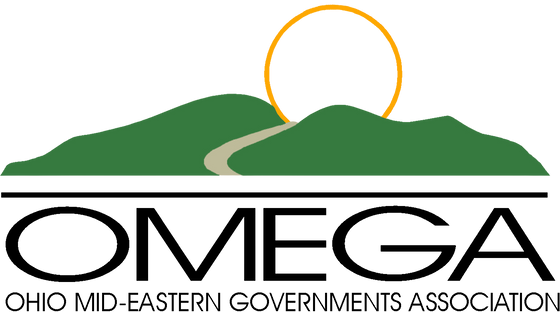 OMEGA
OHIO MID-EASTERN GOVERNMENTS ASSOCIATION